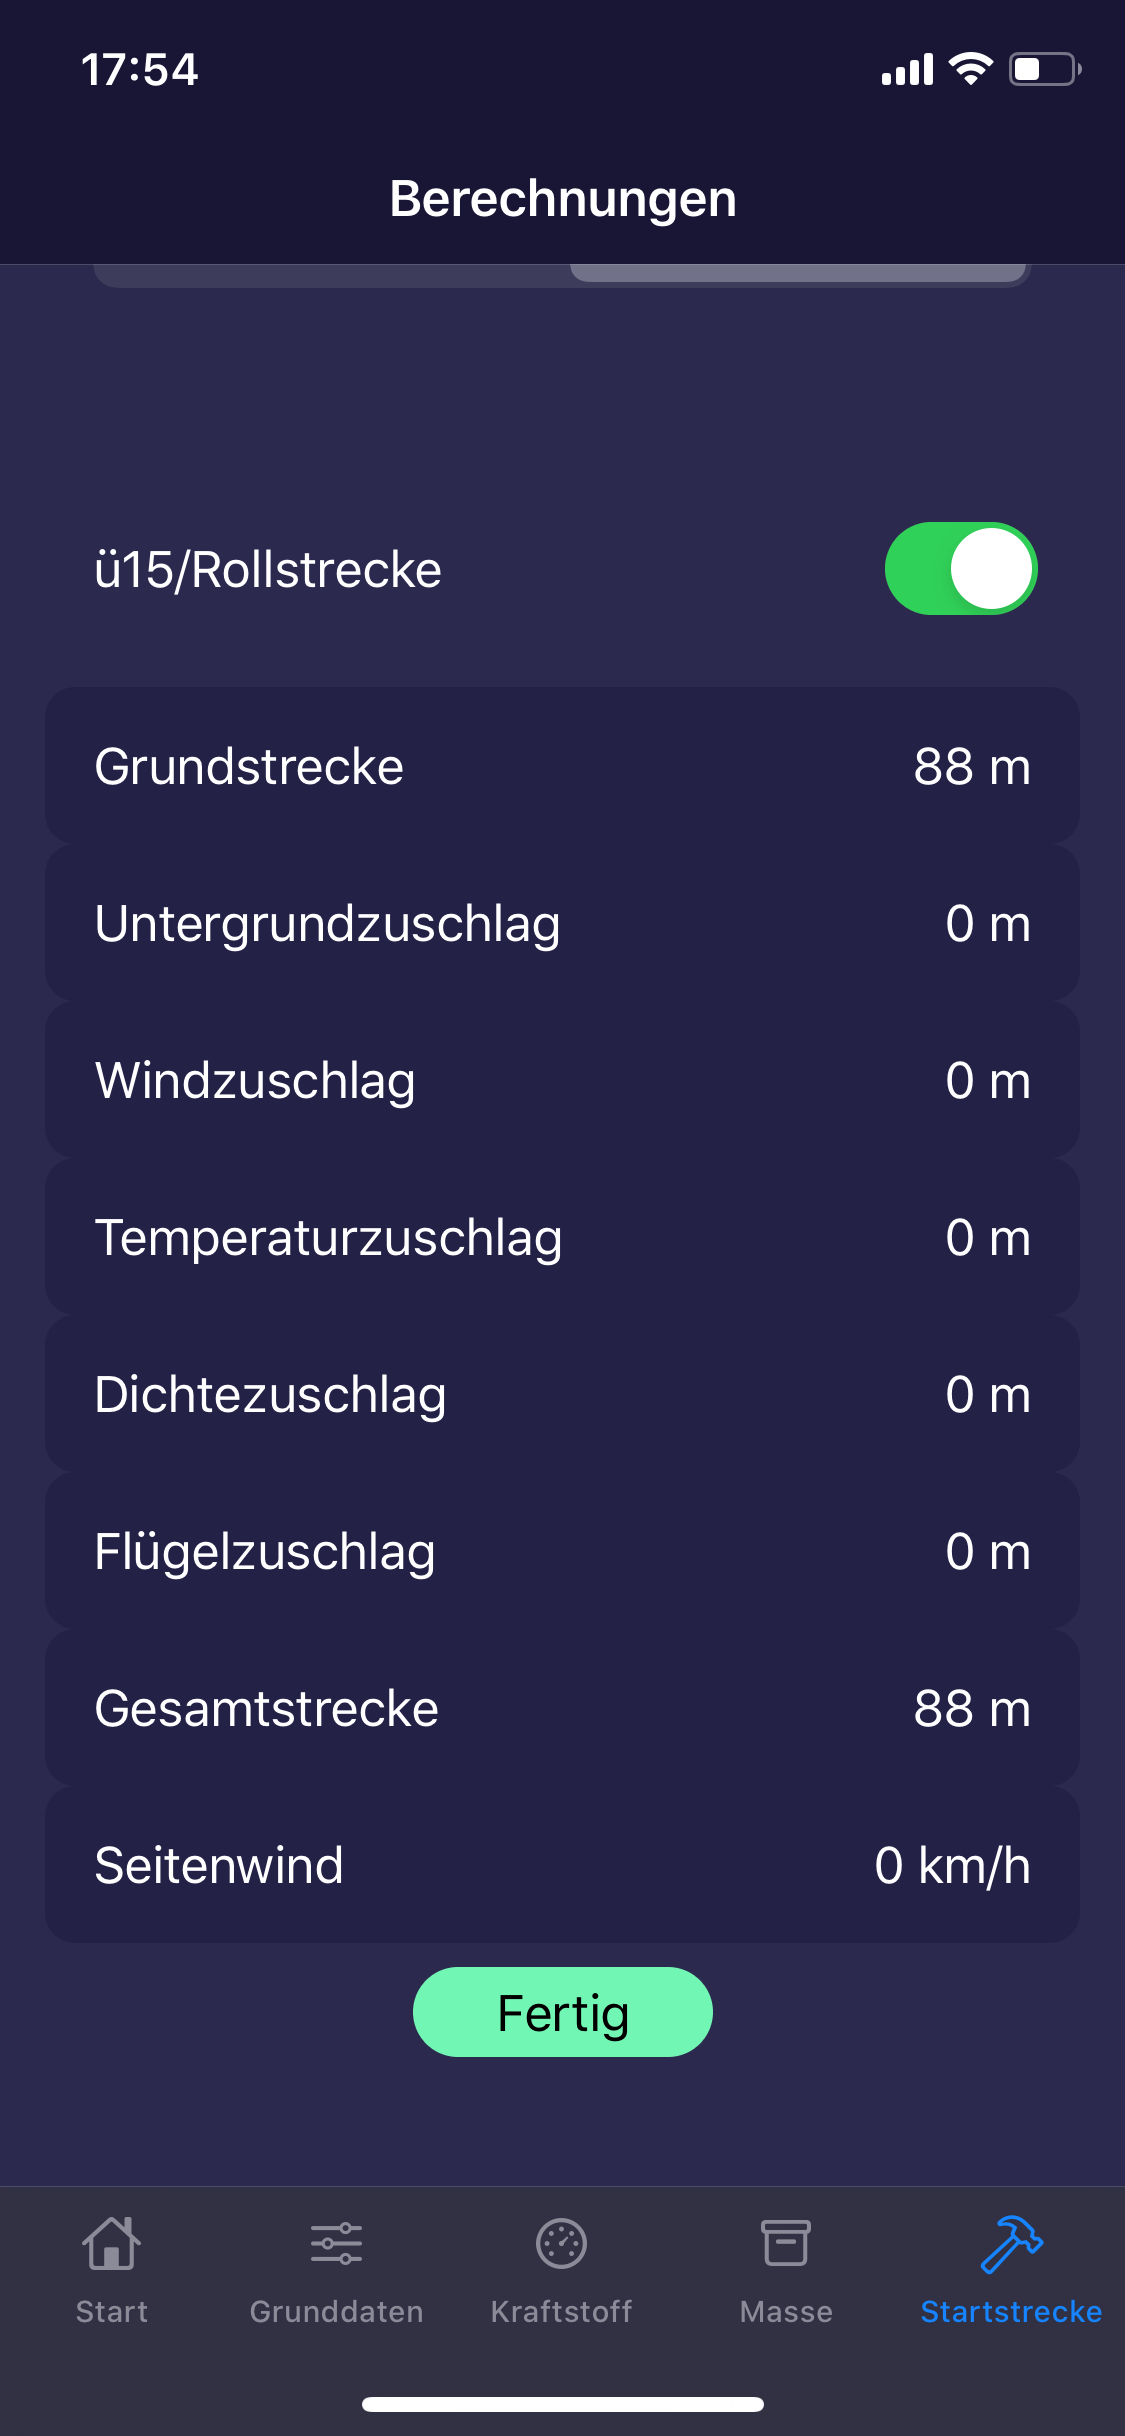 17:54
Berechnungen
ü15/Rollstrecke
Grundstrecke 88 m
Untergrundzuschlag 0 m
Windzuschlag 0 m
Temperaturzuschlag 0 m
Dichtezuschlag 0 m
Flügelzuschlag 0 m
Gesamtstrecke 88 m
Seitenwind 0 km/h
Fertig
Start Grunddaten Kraftstoff Masse Startstrecke